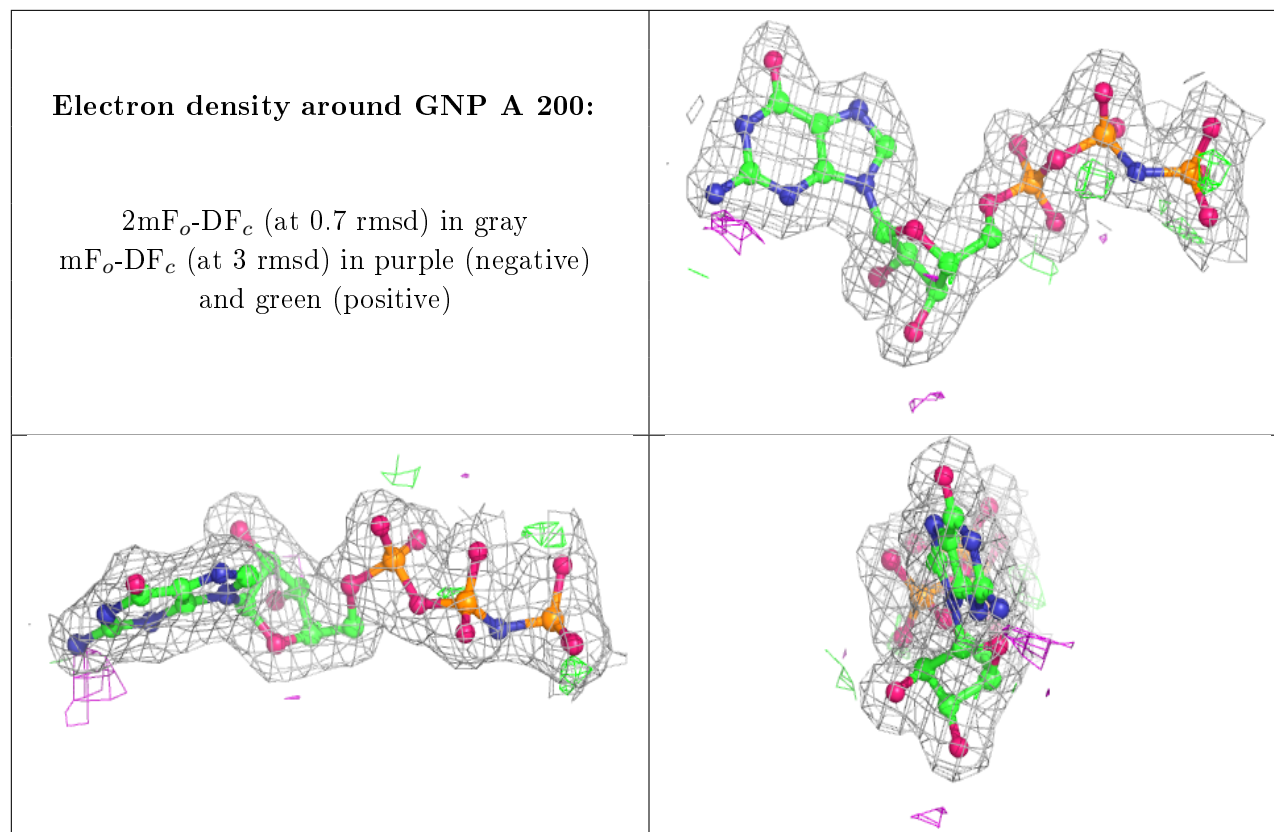 Electron density around GNP A 200:
2mFo-DFc (at 0.7 rmsd) in gray
mFo-DFc (at 3 rmsd) in purple (negative)
and green (positive)